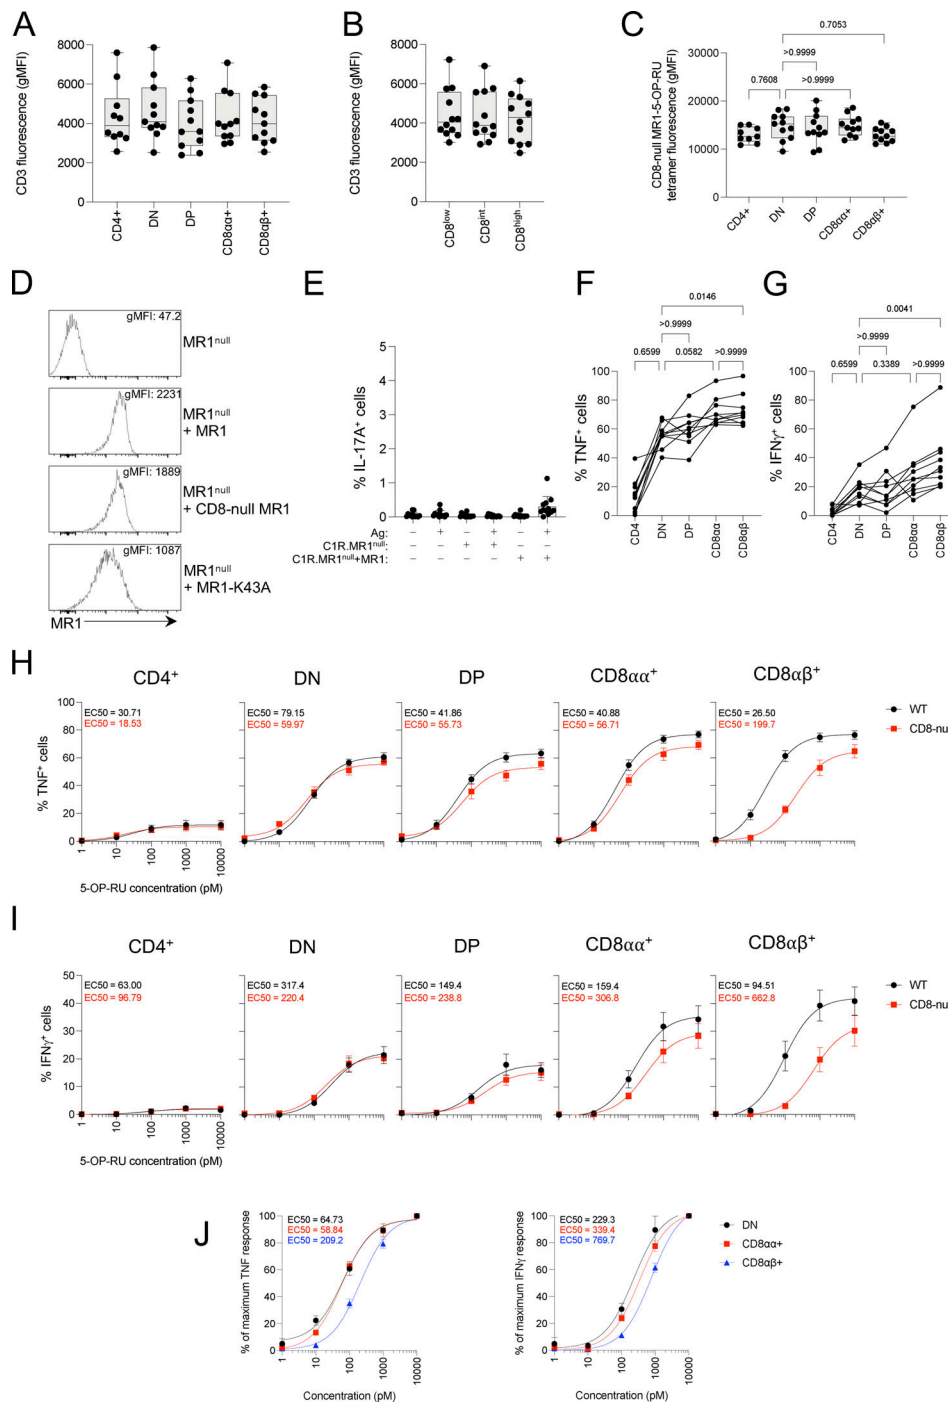 A
CD3 fluorescence (gMFI)
8000
6000
4000
2000
0
CD4+
DN
DP
CD8αα+
CD8αβ+
B
CD3 fluorescence (gMFI)
8000
6000
4000
2000
0
CD8low
CD8int
CD8high
C
CD8-null MR1-5-OP-RU
tetramer fluorescence (gMFI)
30000
20000
10000
0
0.7053
>0.9999
0.7608
>0.9999
CD4+
DN
DP
CD8αα+
CD8αβ+
D
gMFI: 47.2
MR1null
gMFI: 2231
MR1null
+ MR1
gMFI: 1889
MR1null
+ CD8-null MR1
gMFI: 1087
MR1null
+ MR1-K43A
MR1
E
% IL-17A+ cells
5
4
3
2
1
0
Ag: – + – + – +
C1R.MR1null: – – + + – –
C1R.MR1null+MR1: – – – – + +
F
% TNF+ cells
0.0146
>0.9999
0.6599
0.0582
>0.9999
100
80
60
40
20
0
CD4
DN
DP
CD8αα
CD8αβ
G
% IFNγ+ cells
0.0041
>0.9999
0.6599
0.3389
>0.9999
100
80
60
40
20
0
CD4
DN
DP
CD8αα
CD8αβ
H
CD4+
DN
DP
CD8αα+
CD8αβ+
% TNF+ cells
100
80
60
40
20
0
EC50 = 30.71
EC50 = 18.53
EC50 = 79.15
EC50 = 59.97
EC50 = 41.86
EC50 = 55.73
EC50 = 40.88
EC50 = 56.71
EC50 = 26.50
EC50 = 199.7
WT
CD8-nu
1
10
100
1000
10000
5-OP-RU concentration (pM)
I
CD4+
DN
DP
CD8αα+
CD8αβ+
% IFNγ+ cells
50
40
30
20
10
0
EC50 = 63.00
EC50 = 96.79
EC50 = 317.4
EC50 = 220.4
EC50 = 149.4
EC50 = 238.8
EC50 = 159.4
EC50 = 306.8
EC50 = 94.51
EC50 = 662.8
WT
CD8-nu
1
10
100
1000
10000
5-OP-RU concentration (pM)
J
% of maximum TNF response
100
80
60
40
20
0
EC50 = 64.73
EC50 = 58.84
EC50 = 209.2
1
10
100
1000
10000
Concentration (pM)
% of maximum IFNγ response
100
80
60
40
20
0
EC50 = 229.3
EC50 = 339.4
EC50 = 769.7
1
10
100
1000
10000
Concentration (pM)
DN
CD8αα+
CD8αβ+